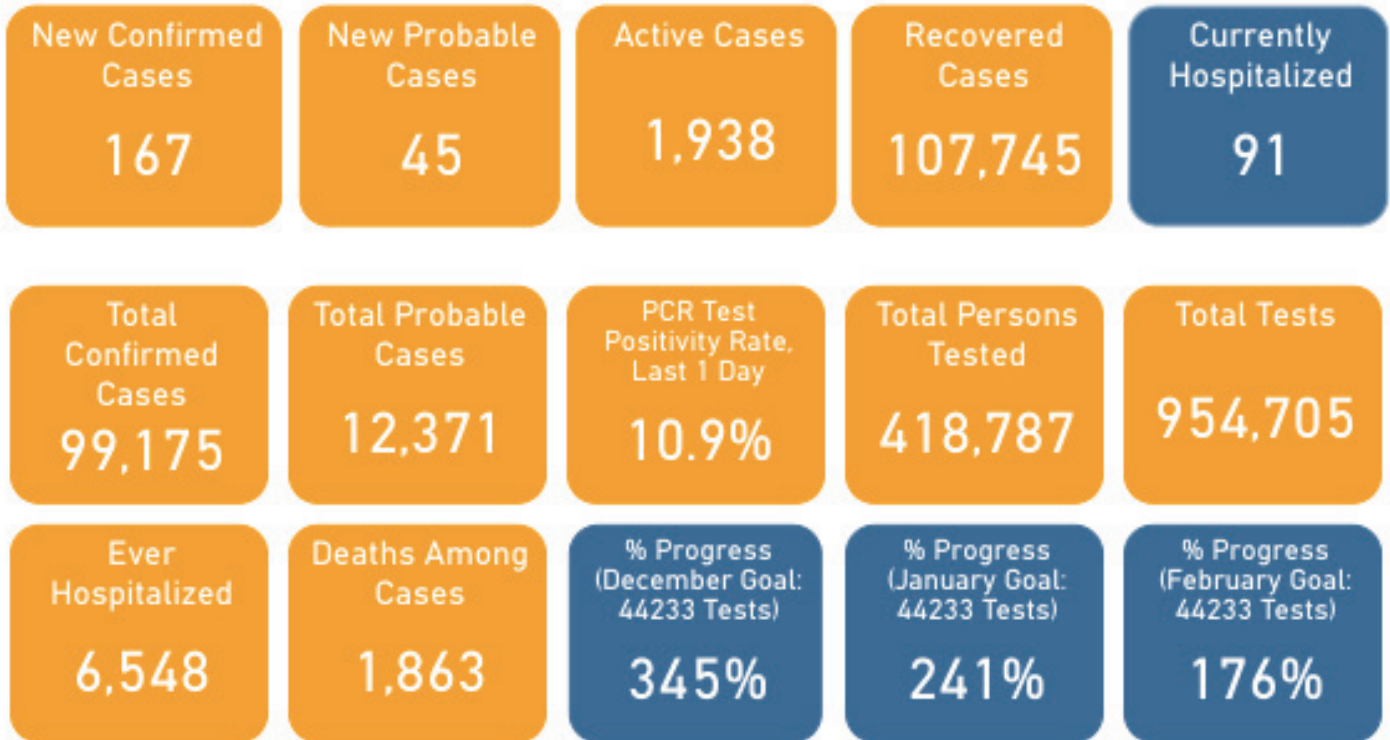 New Confirmed
Cases
167
New Probable
Cases
45
Active Cases
1,938
Recovered
Cases
107,745
Currently
Hospitalized
91
Total
Confirmed
Cases
99,175
Total Probable
Cases
12,371
PCR Test
Positivity Rate,
Last 1 Day
10.9%
Total Persons
Tested
418,787
Total Tests
954,705
Ever
Hospitalized
6,548
Deaths Among
Cases
1,863
% Progress
(December Goal:
44233 Tests)
345%
% Progress
(January Goal:
44233 Tests)
241%
% Progress
(February Goal:
44233 Tests)
176%